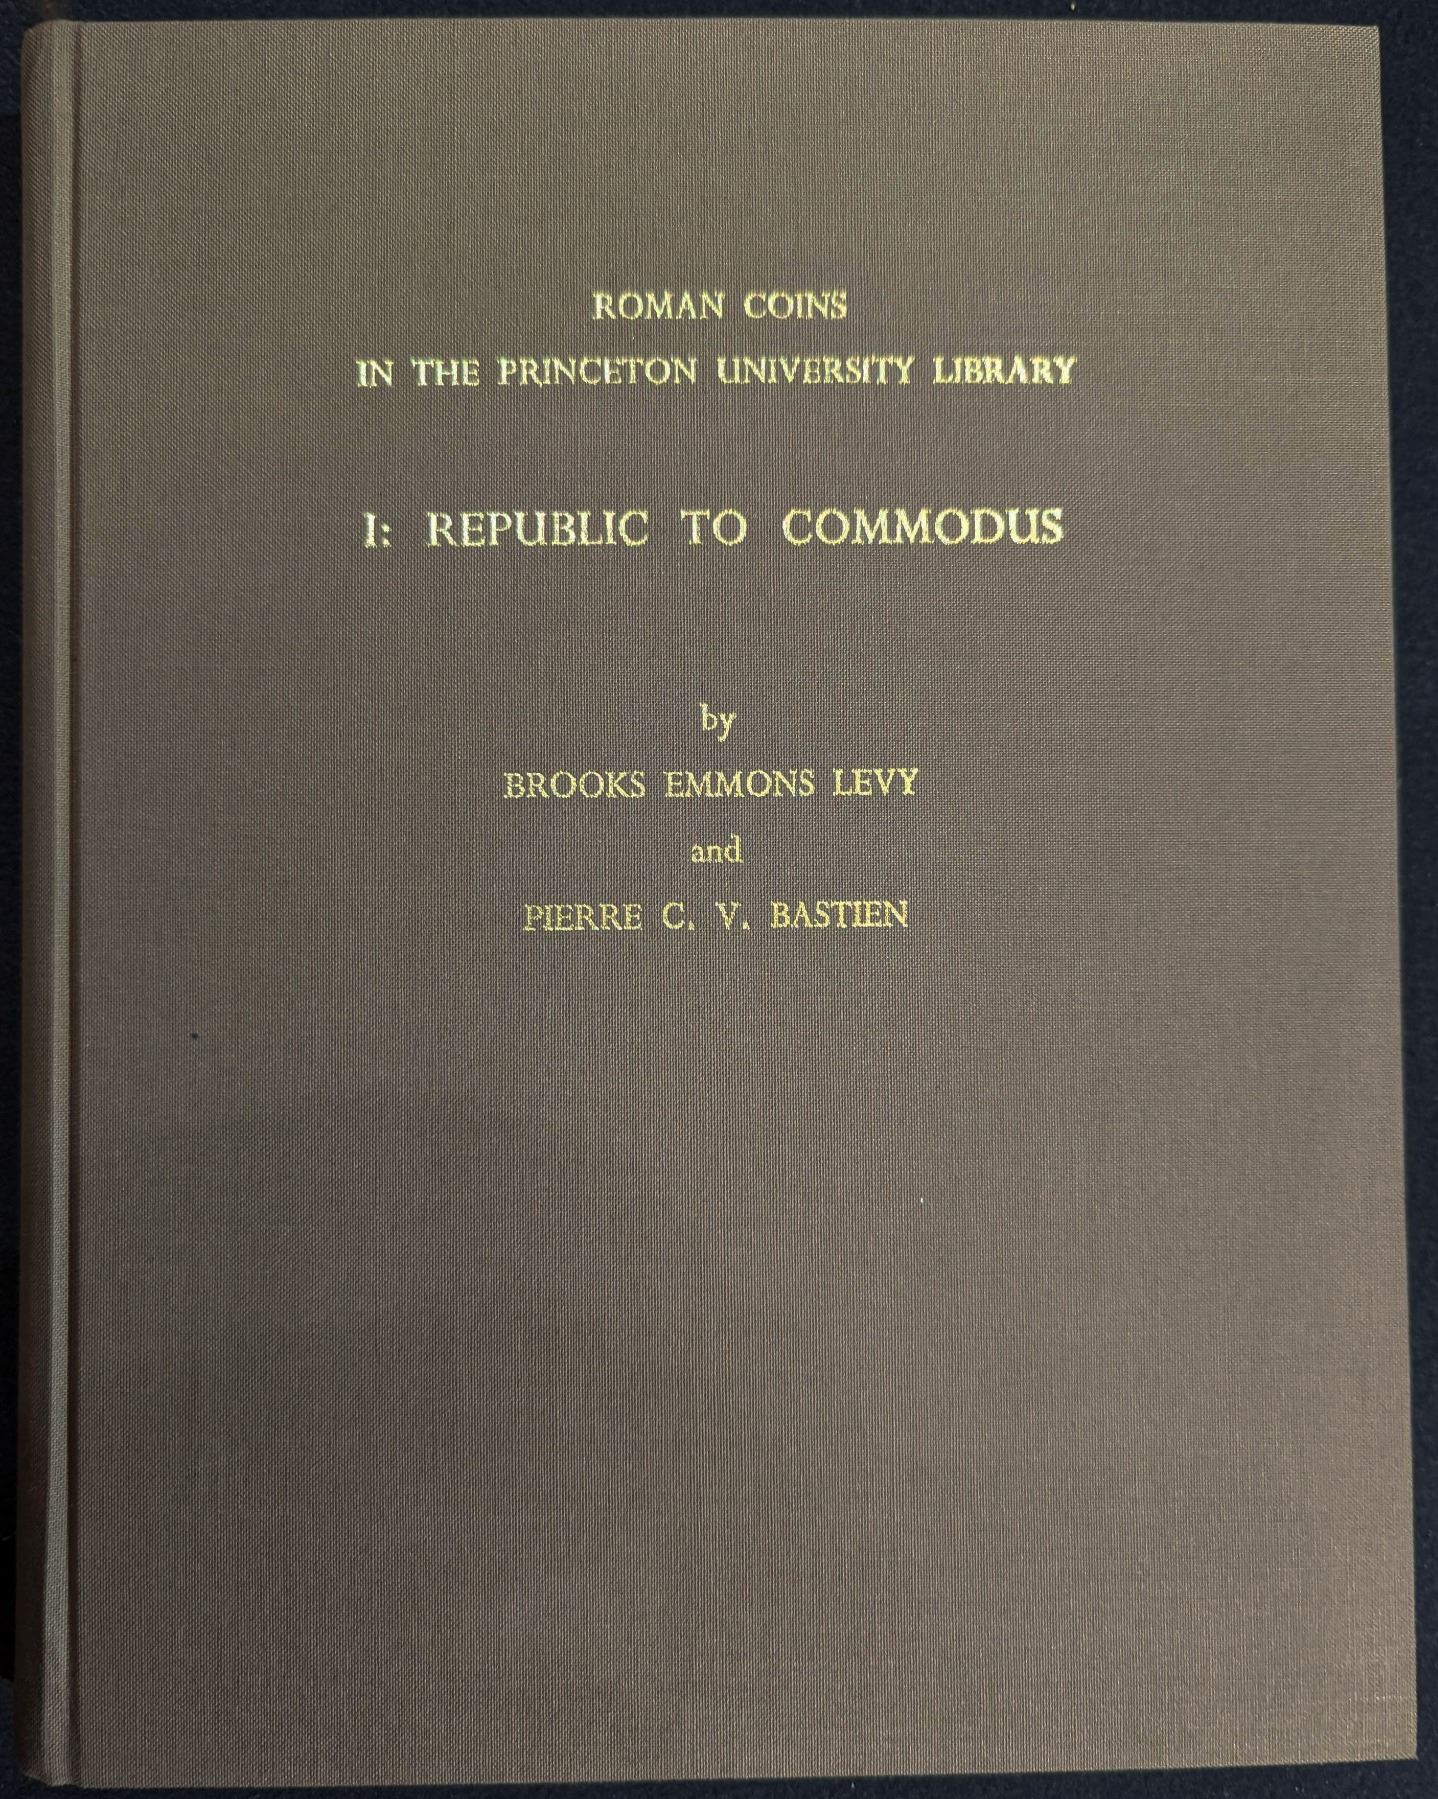 ROMAN COINS
IN THE PRINCETON UNIVERSITY LIBRARY
I: REPUBLIC TO COMMODUS
by
BROOKS EMMONS LEVY
and
PIERRE C. V. BASTIEN